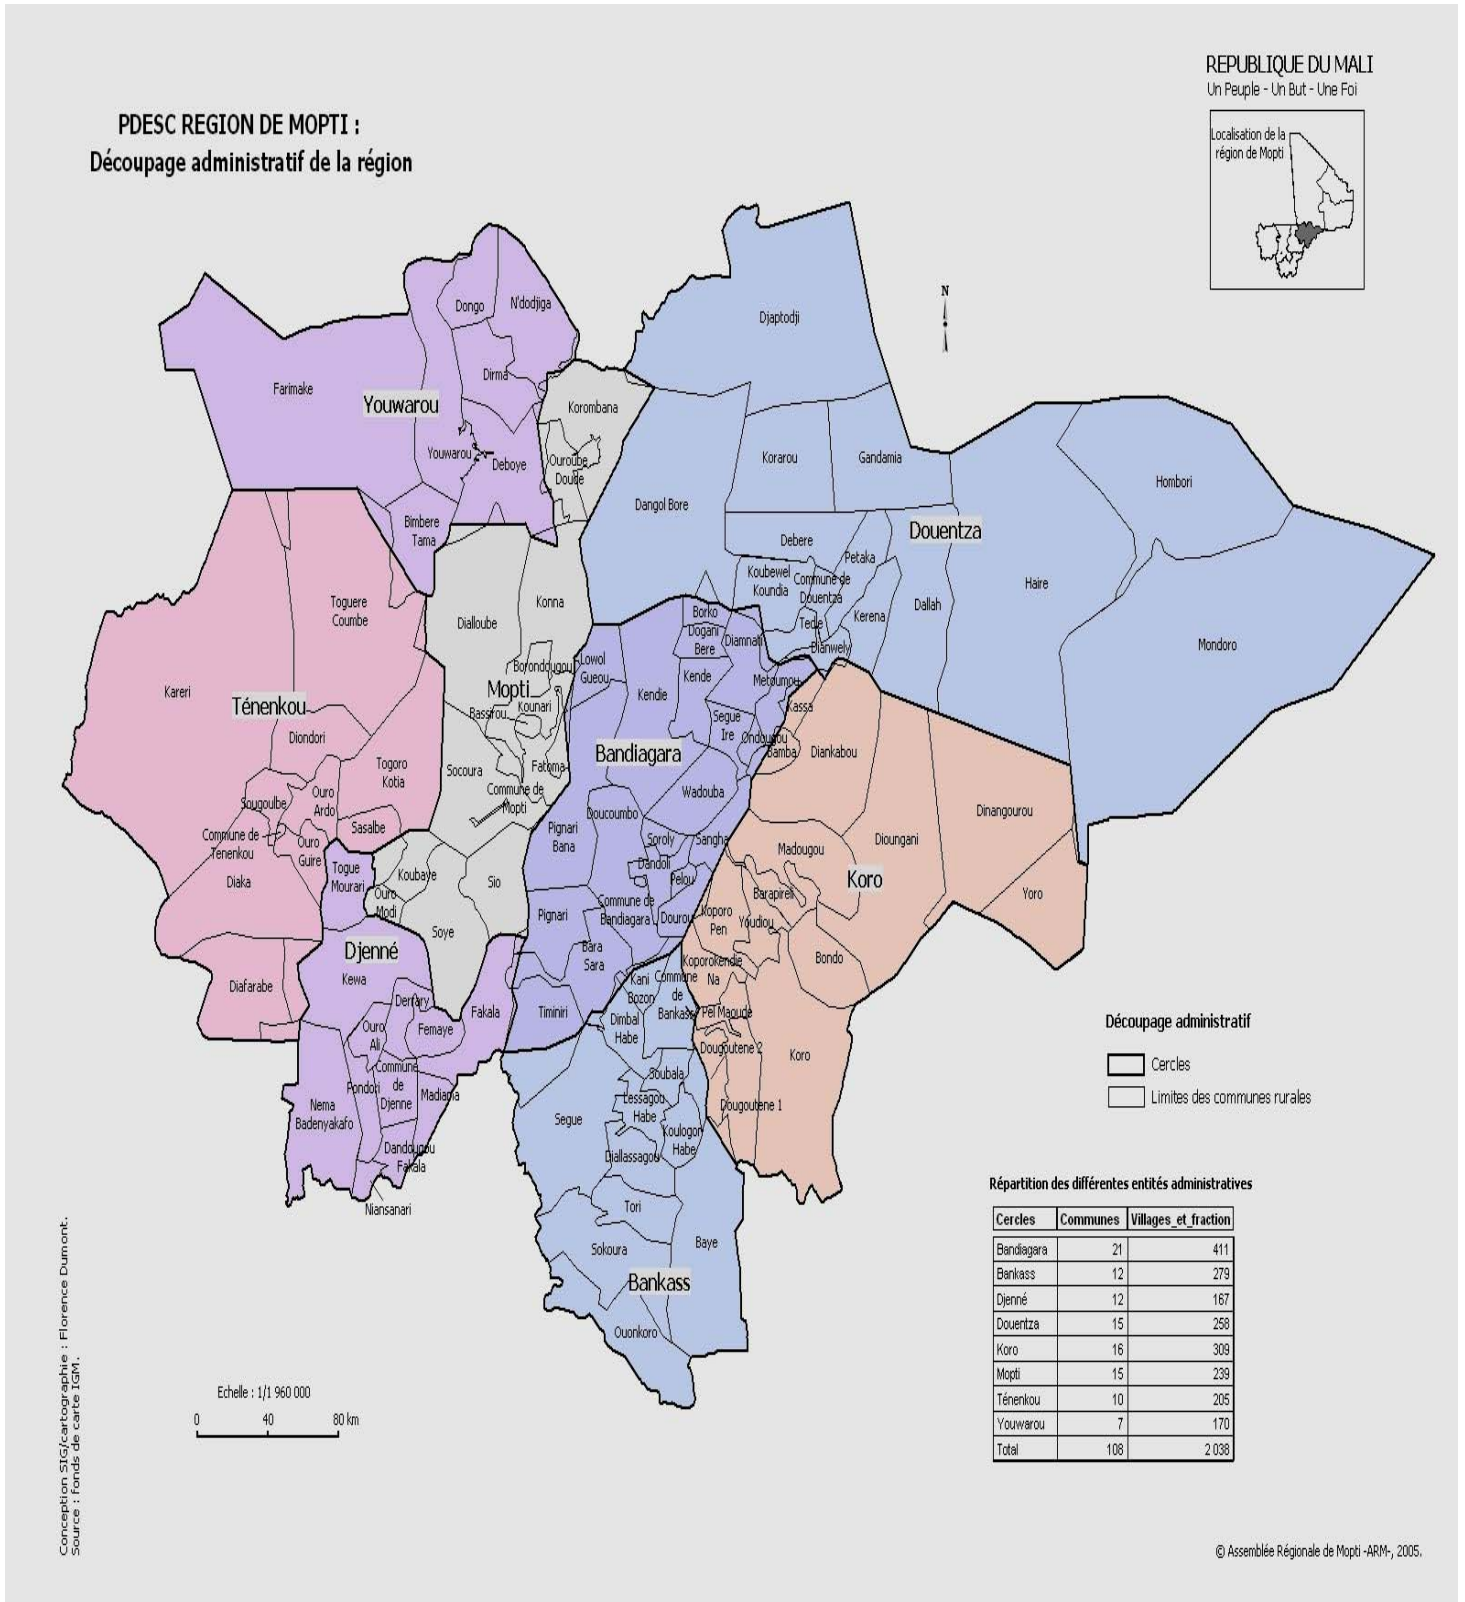 REPUBLIQUE DU MALI
Un Peuple - Un But - Une Foi
PDESC REGION DE MOPTI :
Découpage administratif de la région
Localisation de la
région de Mopti
N
Dongo
N'dodjiga
Djaptodji
Dirma
Farimake
Youwarou
Korombana
Youwarou
Deboye
Ouroube
Doude
Korarou
Gandamia
Hombori
Dangol Bore
Bimbere
Tama
Douentza
Debere
Petaka
Koubewel
Koundia
Commune de
Douentza
Haire
Toguere
Coumbe
Konna
Dialloube
Borko
Tedie
Kerena
Dallah
Dogani
Bere
Diamnati
Dianwely
Mondoro
Borondougou
Lowol
Gueou
Kareri
Mopti
Kendie
Kende
Metoumou
Ténenkou
Kounari
Bassirou
Kassa
Segue
Ire
Ondougou
Bamba
Diankabou
Diondori
Bandiagara
Togoro
Kotia
Socoura
Fatoma
Commune de
Mopti
Wadouba
Sougoulbe
Ouro
Ardo
Doucoumbo
Dinangourou
Sasalbe
Pignari
Bana
Commune de
Tenenkou
Ouro
Guire
Soroly
Sangha
Dioungani
Madougou
Dandoli
Togue
Mourari
Koubaye
Sio
Pelou
Koro
Diaka
Ouro
Modi
Barapireli
Yoro
Pignari
Commune de
Bandiagara
Dourou
Koporo
Pen
Youdiou
Soye
Djenné
Bara
Sara
Bondo
Kewa
Koporokendie
Na
Diafarabe
Kani
Bozon
Commune
de
Bankass
Derrary
Fakala
Timiniri
Dimbal
Habe
Pel Maoude
Ouro
Ali
Femaye
Dougoutene 2
Koro
Commune
de
Djenne
Pondori
Madiama
Soubala
Nema
Badenyakafo
Segue
Lessagou
Habe
Dougoutene 1
Koulogon
Habe
Dandougou
Fakala
Diallassagou
Niansanari
Tori
Sokoura
Baye
Bankass
Ouonkoro
Découpage administratif
Cercles
Limites des communes rurales
Répartition des différentes entités administratives
Cercles Communes Villages_et_fraction
Bandiagara 21 411
Bankass 12 279
Djenné 12 167
Douentza 15 258
Koro 16 309
Mopti 15 239
Ténenkou 10 205
Youwarou 7 170
Total 108 2 038
Echelle : 1/1 960 000
0 40 80 km
Conception SIG/cartographie : Florence Dumont.
Source : fonds de carte IGM.
© Assemblée Régionale de Mopti -ARM-, 2005.